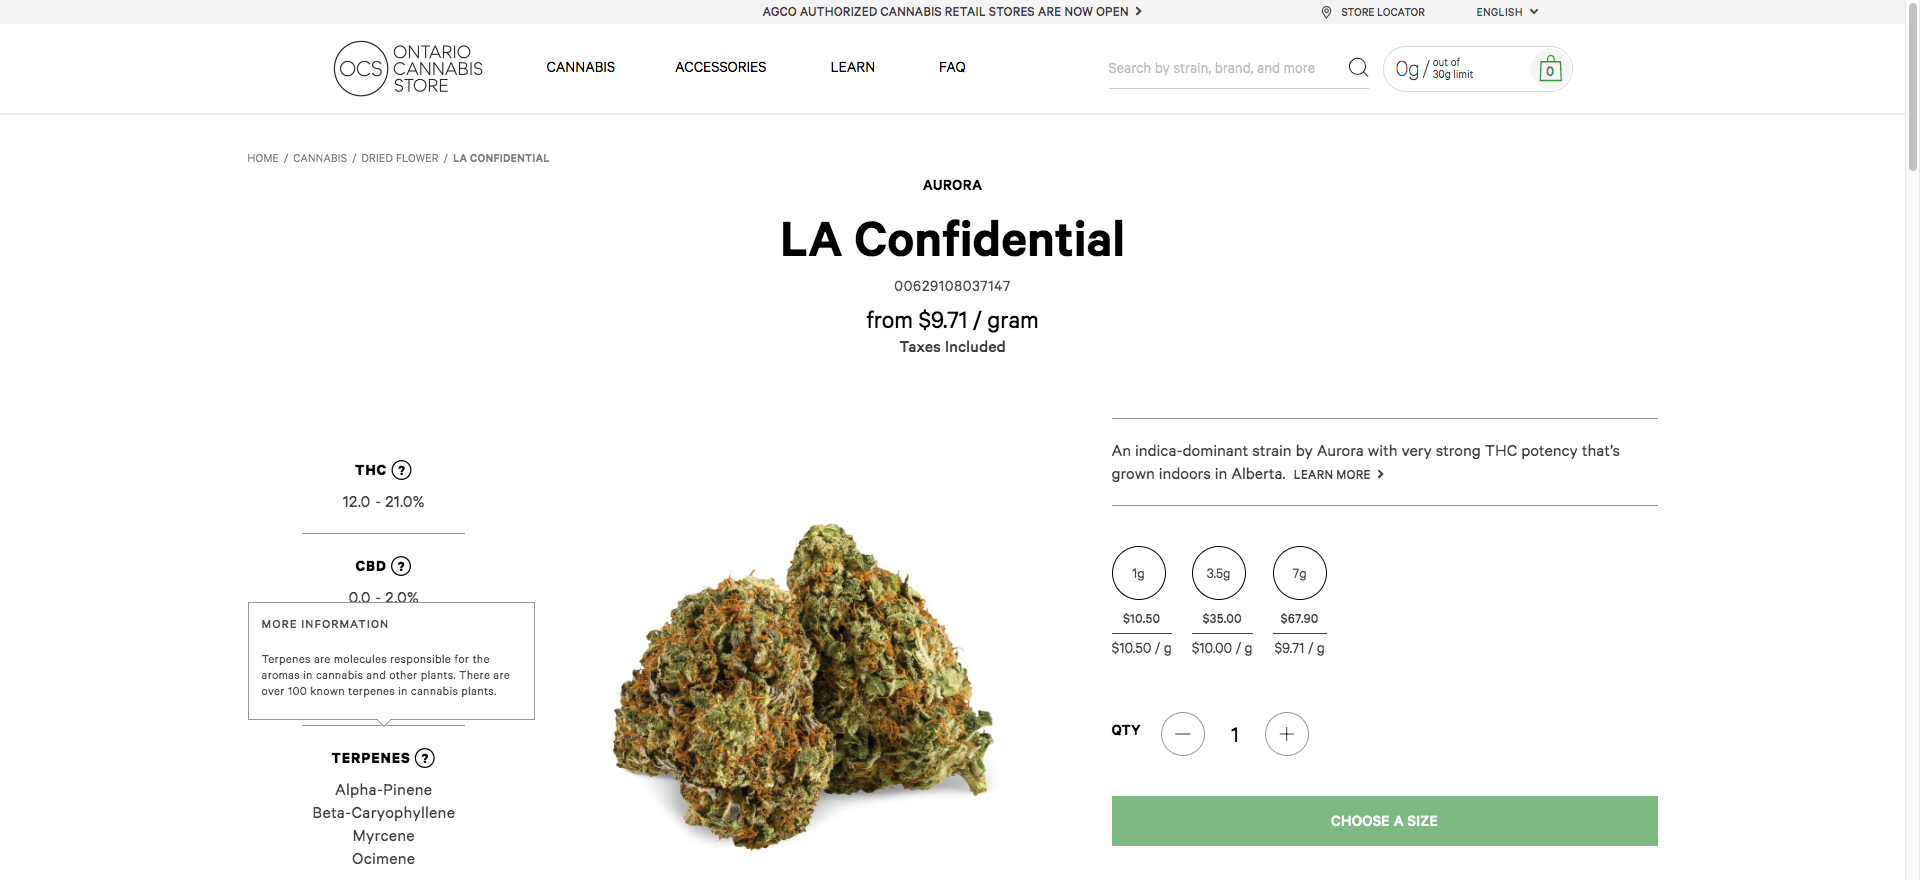 AGCO AUTHORIZED CANNABIS RETAIL STORES ARE NOW OPEN
STORE LOCATOR
ENGLISH
OCS
ONTARIO
CANNABIS
STORE
CANNABIS
ACCESSORIES
LEARN
FAQ
Search by strain, brand, and more
0g / out of
30g limit
0
HOME / CANNABIS / DRIED FLOWER / LA CONFIDENTIAL
AURORA
LA Confidential
00629108037147
from $9.71 / gram
Taxes Included
THC ?
12.0 - 21.0%
CBD ?
0.0 - 2.0%
MORE INFORMATION
Terpenes are molecules responsible for the
aromas in cannabis and other plants. There are
over 100 known terpenes in cannabis plants.
TERPENES ?
Alpha-Pinene
Beta-Caryophyllene
Myrcene
Ocimene
An indica-dominant strain by Aurora with very strong THC potency that's
grown indoors in Alberta. LEARN MORE
1g 3.5g 7g
$10.50 $35.00 $67.90
$10.50 / g $10.00 / g $9.71 / g
QTY 1
CHOOSE A SIZE